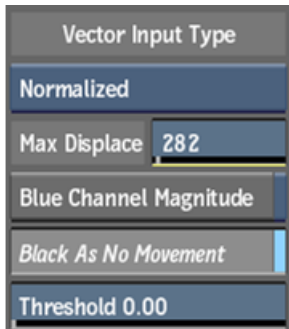 Vector Input Type
Normalized
Max Displace 282
Blue Channel Magnitude
Black As No Movement
Threshold 0.00